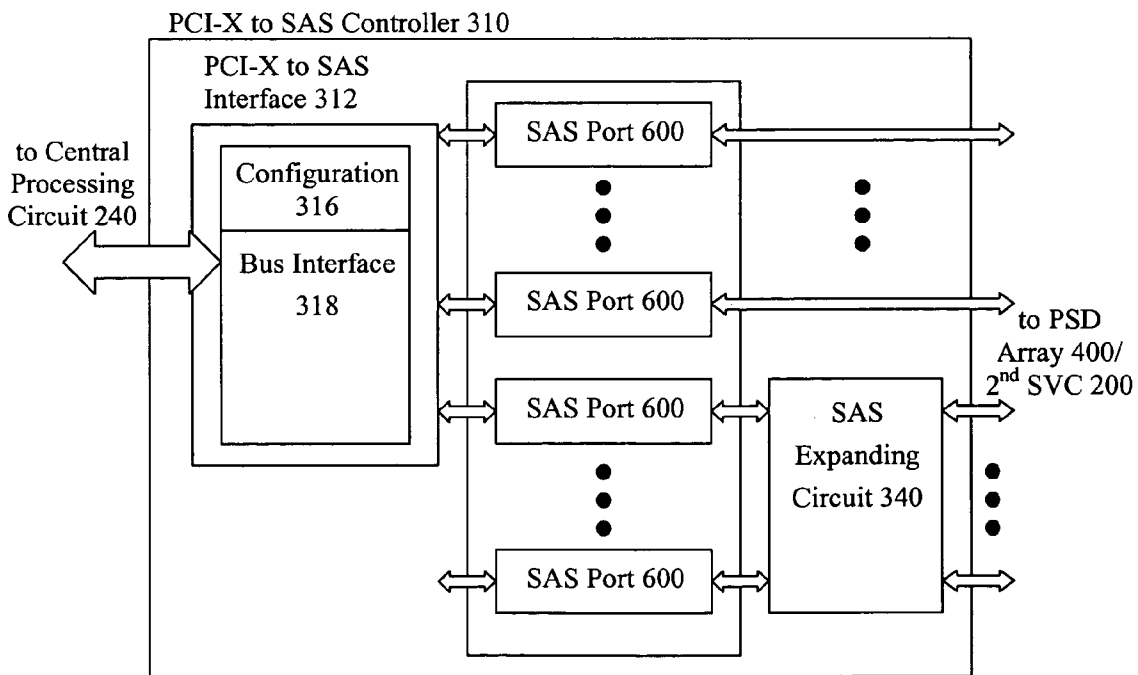 PCI-X to SAS Controller 310
PCI-X to SAS
Interface 312
to Central
Processing
Circuit 240
Configuration
316
Bus Interface
318
SAS Port 600
SAS Port 600
SAS Port 600
SAS Port 600
SAS
Expanding
Circuit 340
to PSD
Array 400/
2nd SVC 200